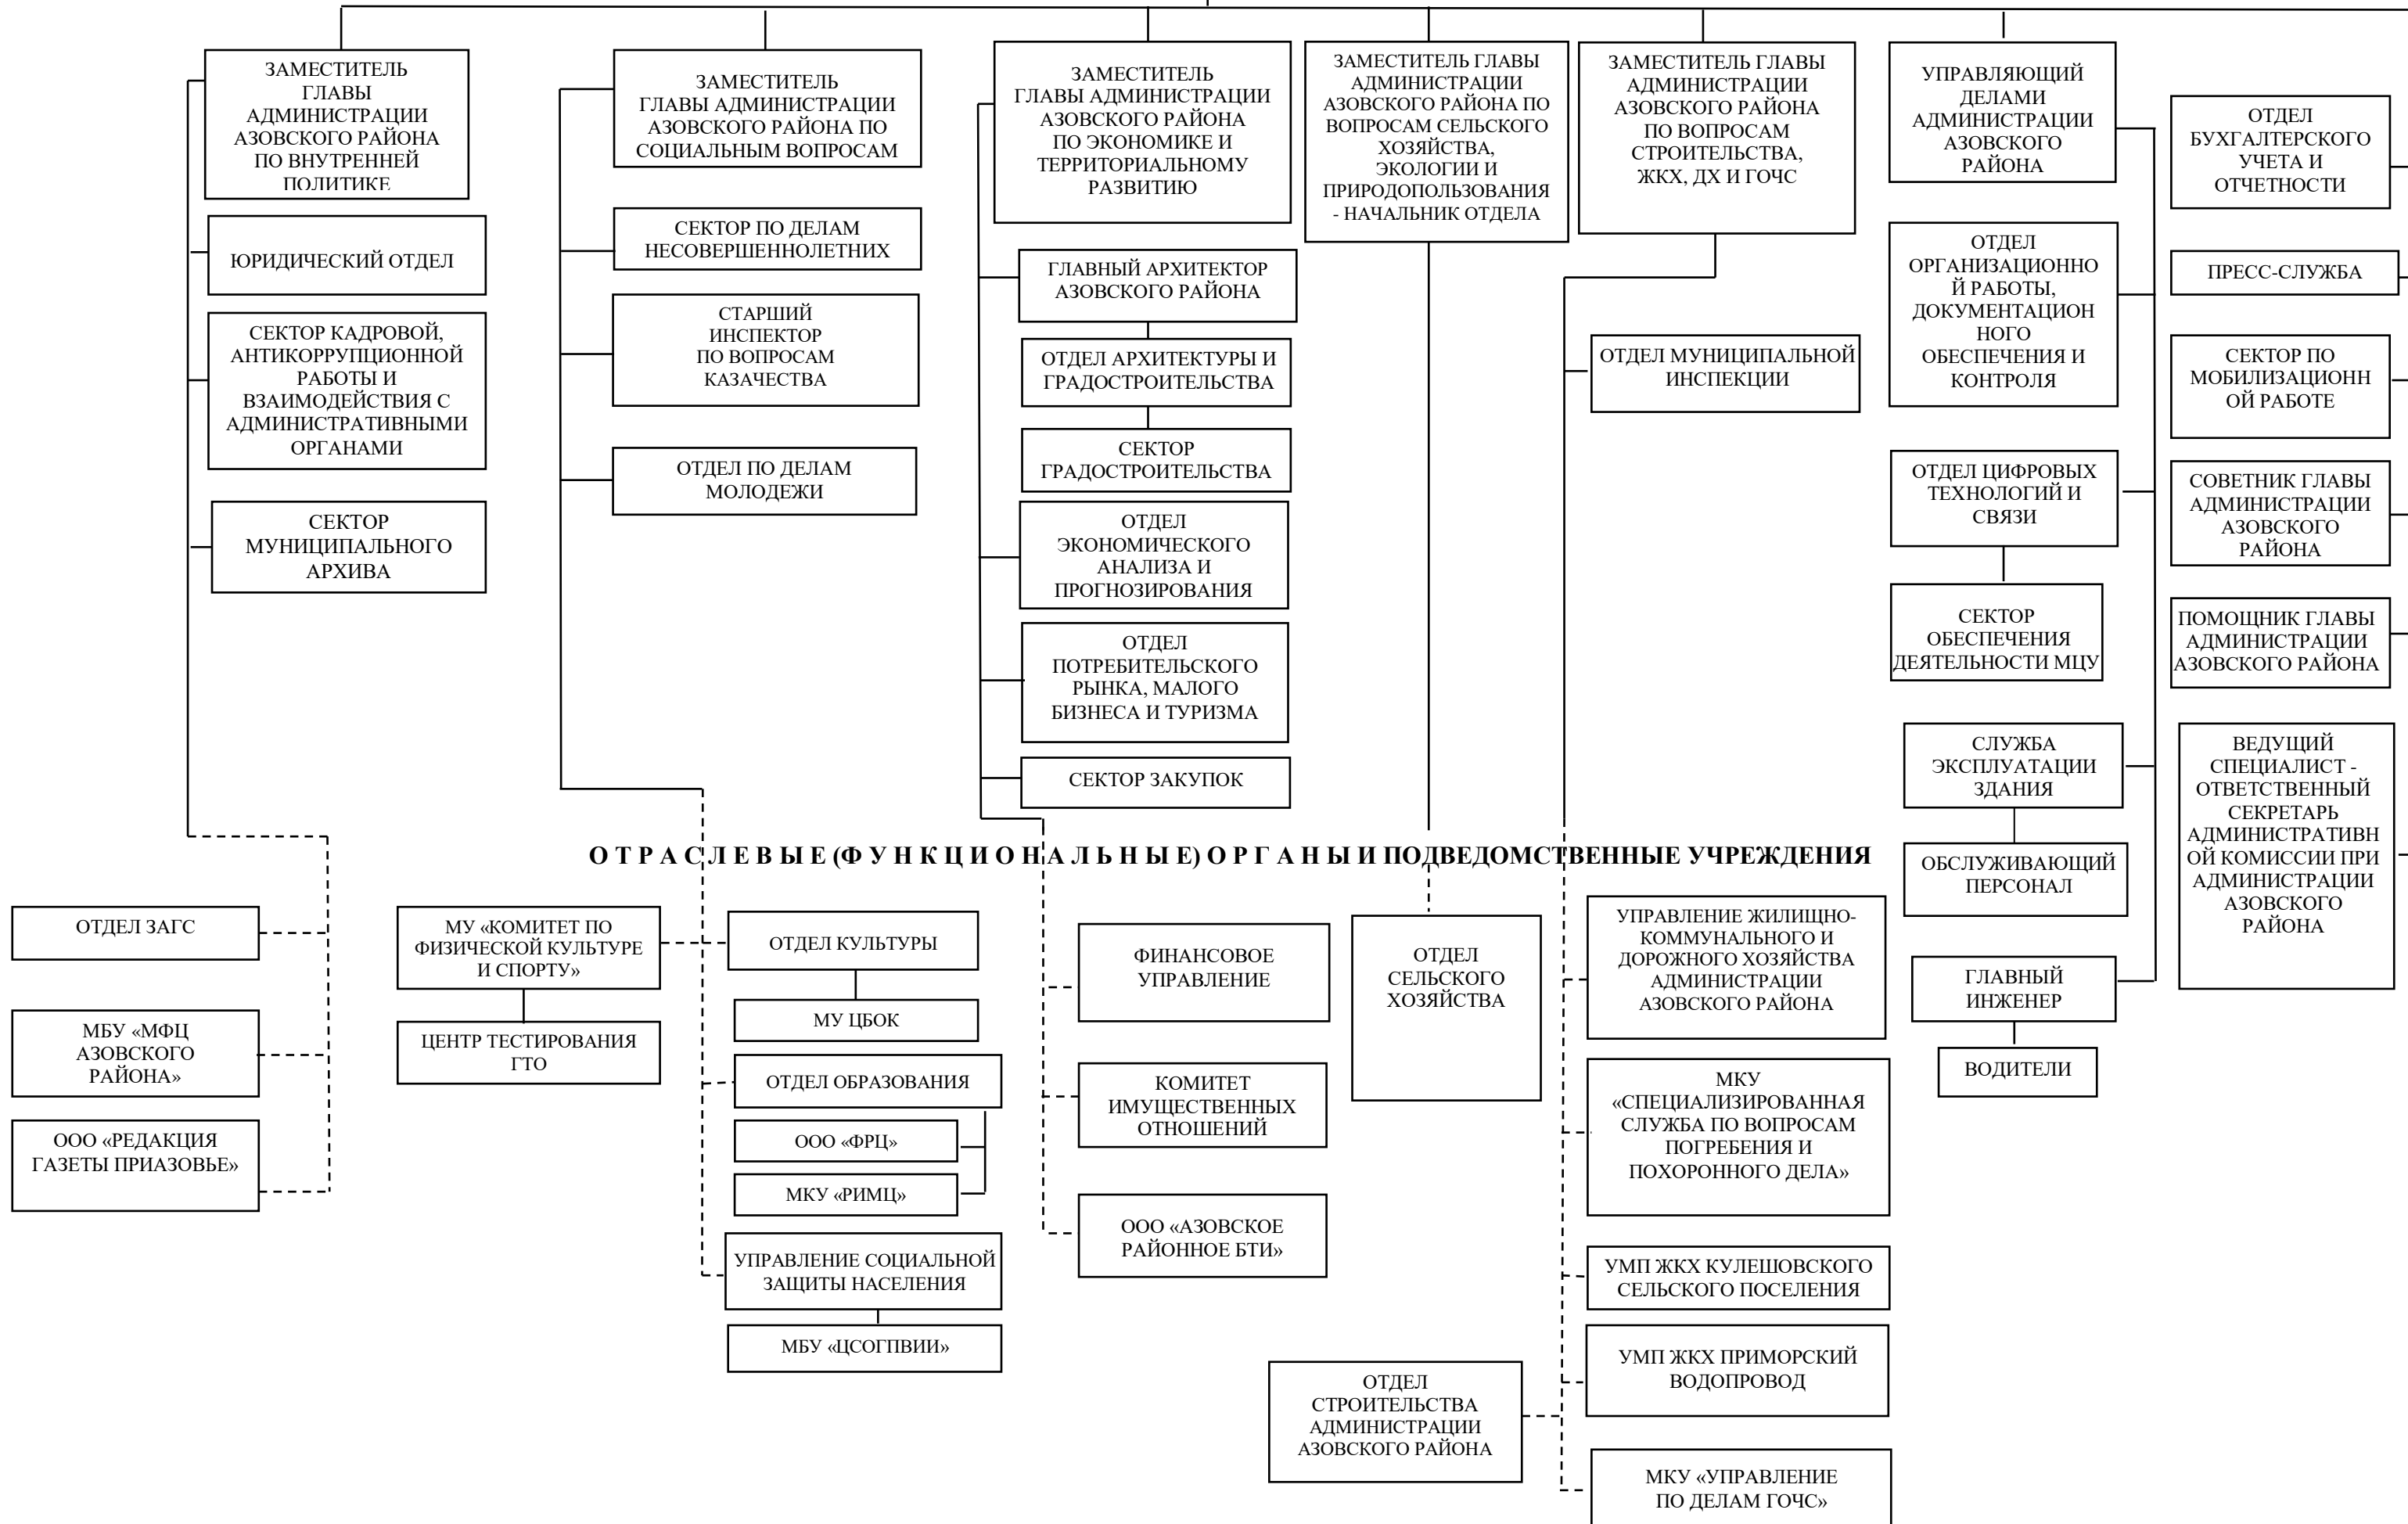 ЗАМЕСТИТЕЛЬ
ГЛАВЫ
АДМИНИСТРАЦИИ
АЗОВСКОГО РАЙОНА
ПО ВНУТРЕННЕЙ
ПОЛИТИКЕ
ЮРИДИЧЕСКИЙ ОТДЕЛ
СЕКТОР КАДРОВОЙ,
АНТИКОРРУПЦИОННОЙ
РАБОТЫ И
ВЗАИМОДЕЙСТВИЯ С
АДМИНИСТРАТИВНЫМИ
ОРГАНАМИ
СЕКТОР
МУНИЦИПАЛЬНОГО
АРХИВА
ЗАМЕСТИТЕЛЬ
ГЛАВЫ АДМИНИСТРАЦИИ
АЗОВСКОГО РАЙОНА ПО
СОЦИАЛЬНЫМ ВОПРОСАМ
СЕКТОР ПО ДЕЛАМ
НЕСОВЕРШЕННОЛЕТНИХ
СТАРШИЙ
ИНСПЕКТОР
ПО ВОПРОСАМ
КАЗАЧЕСТВА
ОТДЕЛ ПО ДЕЛАМ
МОЛОДЕЖИ
ЗАМЕСТИТЕЛЬ
ГЛАВЫ АДМИНИСТРАЦИИ
АЗОВСКОГО РАЙОНА
ПО ЭКОНОМИКЕ И
ТЕРРИТОРИАЛЬНОМУ
РАЗВИТИЮ
ГЛАВНЫЙ АРХИТЕКТОР
АЗОВСКОГО РАЙОНА
ОТДЕЛ АРХИТЕКТУРЫ И
ГРАДОСТРОИТЕЛЬСТВА
СЕКТОР
ГРАДОСТРОИТЕЛЬСТВА
ОТДЕЛ
ЭКОНОМИЧЕСКОГО
АНАЛИЗА И
ПРОГНОЗИРОВАНИЯ
ОТДЕЛ
ПОТРЕБИТЕЛЬСКОГО
РЫНКА, МАЛОГО
БИЗНЕСА И ТУРИЗМА
СЕКТОР ЗАКУПОК
ЗАМЕСТИТЕЛЬ ГЛАВЫ
АДМИНИСТРАЦИИ
АЗОВСКОГО РАЙОНА ПО
ВОПРОСАМ СЕЛЬСКОГО
ХОЗЯЙСТВА,
ЭКОЛОГИИ И
ПРИРОДОПОЛЬЗОВАНИЯ
- НАЧАЛЬНИК ОТДЕЛА
ЗАМЕСТИТЕЛЬ ГЛАВЫ
АДМИНИСТРАЦИИ
АЗОВСКОГО РАЙОНА
ПО ВОПРОСАМ
СТРОИТЕЛЬСТВА,
ЖКХ, ДХ И ГОЧС
ОТДЕЛ МУНИЦИПАЛЬНОЙ
ИНСПЕКЦИИ
УПРАВЛЯЮЩИЙ
ДЕЛАМИ
АДМИНИСТРАЦИИ
АЗОВСКОГО
РАЙОНА
ОТДЕЛ
ОРГАНИЗАЦИОННО
Й РАБОТЫ,
ДОКУМЕНТАЦИОН
НОГО
ОБЕСПЕЧЕНИЯ И
КОНТРОЛЯ
ОТДЕЛ ЦИФРОВЫХ
ТЕХНОЛОГИЙ И
СВЯЗИ
СЕКТОР
ОБЕСПЕЧЕНИЯ
ДЕЯТЕЛЬНОСТИ МЦУ
СЛУЖБА
ЭКСПЛУАТАЦИИ
ЗДАНИЯ
ОБСЛУЖИВАЮЩИЙ
ПЕРСОНАЛ
ГЛАВНЫЙ
ИНЖЕНЕР
ВОДИТЕЛИ
ОТДЕЛ
БУХГАЛТЕРСКОГО
УЧЕТА И
ОТЧЕТНОСТИ
ПРЕСС-СЛУЖБА
СЕКТОР ПО
МОБИЛИЗАЦИОНН
ОЙ РАБОТЕ
СОВЕТНИК ГЛАВЫ
АДМИНИСТРАЦИИ
АЗОВСКОГО
РАЙОНА
ПОМОЩНИК ГЛАВЫ
АДМИНИСТРАЦИИ
АЗОВСКОГО РАЙОНА
ВЕДУЩИЙ
СПЕЦИАЛИСТ -
ОТВЕТСТВЕННЫЙ
СЕКРЕТАРЬ
АДМИНИСТРАТИВН
ОЙ КОМИССИИ ПРИ
АДМИНИСТРАЦИИ
АЗОВСКОГО
РАЙОНА
О Т Р А С Л Е В Ы Е (Ф У Н К Ц И О Н А Л Ь Н Ы Е) О Р Г А Н Ы И ПОДВЕДОМСТВЕННЫЕ УЧРЕЖДЕНИЯ
ОТДЕЛ ЗАГС
МБУ «МФЦ
АЗОВСКОГО
РАЙОНА»
ООО «РЕДАКЦИЯ
ГАЗЕТЫ ПРИАЗОВЬЕ»
МУ «КОМИТЕТ ПО
ФИЗИЧЕСКОЙ КУЛЬТУРЕ
И СПОРТУ»
ЦЕНТР ТЕСТИРОВАНИЯ
ГТО
ОТДЕЛ КУЛЬТУРЫ
МУ ЦБОК
ОТДЕЛ ОБРАЗОВАНИЯ
ООО «ФРЦ»
МКУ «РИМЦ»
УПРАВЛЕНИЕ СОЦИАЛЬНОЙ
ЗАЩИТЫ НАСЕЛЕНИЯ
МБУ «ЦСОГПВИИ»
ФИНАНСОВОЕ
УПРАВЛЕНИЕ
КОМИТЕТ
ИМУЩЕСТВЕННЫХ
ОТНОШЕНИЙ
ООО «АЗОВСКОЕ
РАЙОННОЕ БТИ»
ОТДЕЛ
СЕЛЬСКОГО
ХОЗЯЙСТВА
ОТДЕЛ
СТРОИТЕЛЬСТВА
АДМИНИСТРАЦИИ
АЗОВСКОГО РАЙОНА
УПРАВЛЕНИЕ ЖИЛИЩНО-
КОММУНАЛЬНОГО И
ДОРОЖНОГО ХОЗЯЙСТВА
АДМИНИСТРАЦИИ
АЗОВСКОГО РАЙОНА
МКУ
«СПЕЦИАЛИЗИРОВАННАЯ
СЛУЖБА ПО ВОПРОСАМ
ПОГРЕБЕНИЯ И
ПОХОРОННОГО ДЕЛА»
УМП ЖКХ КУЛЕШОВСКОГО
СЕЛЬСКОГО ПОСЕЛЕНИЯ
УМП ЖКХ ПРИМОРСКИЙ
ВОДОПРОВОД
МКУ «УПРАВЛЕНИЕ
ПО ДЕЛАМ ГОЧС»